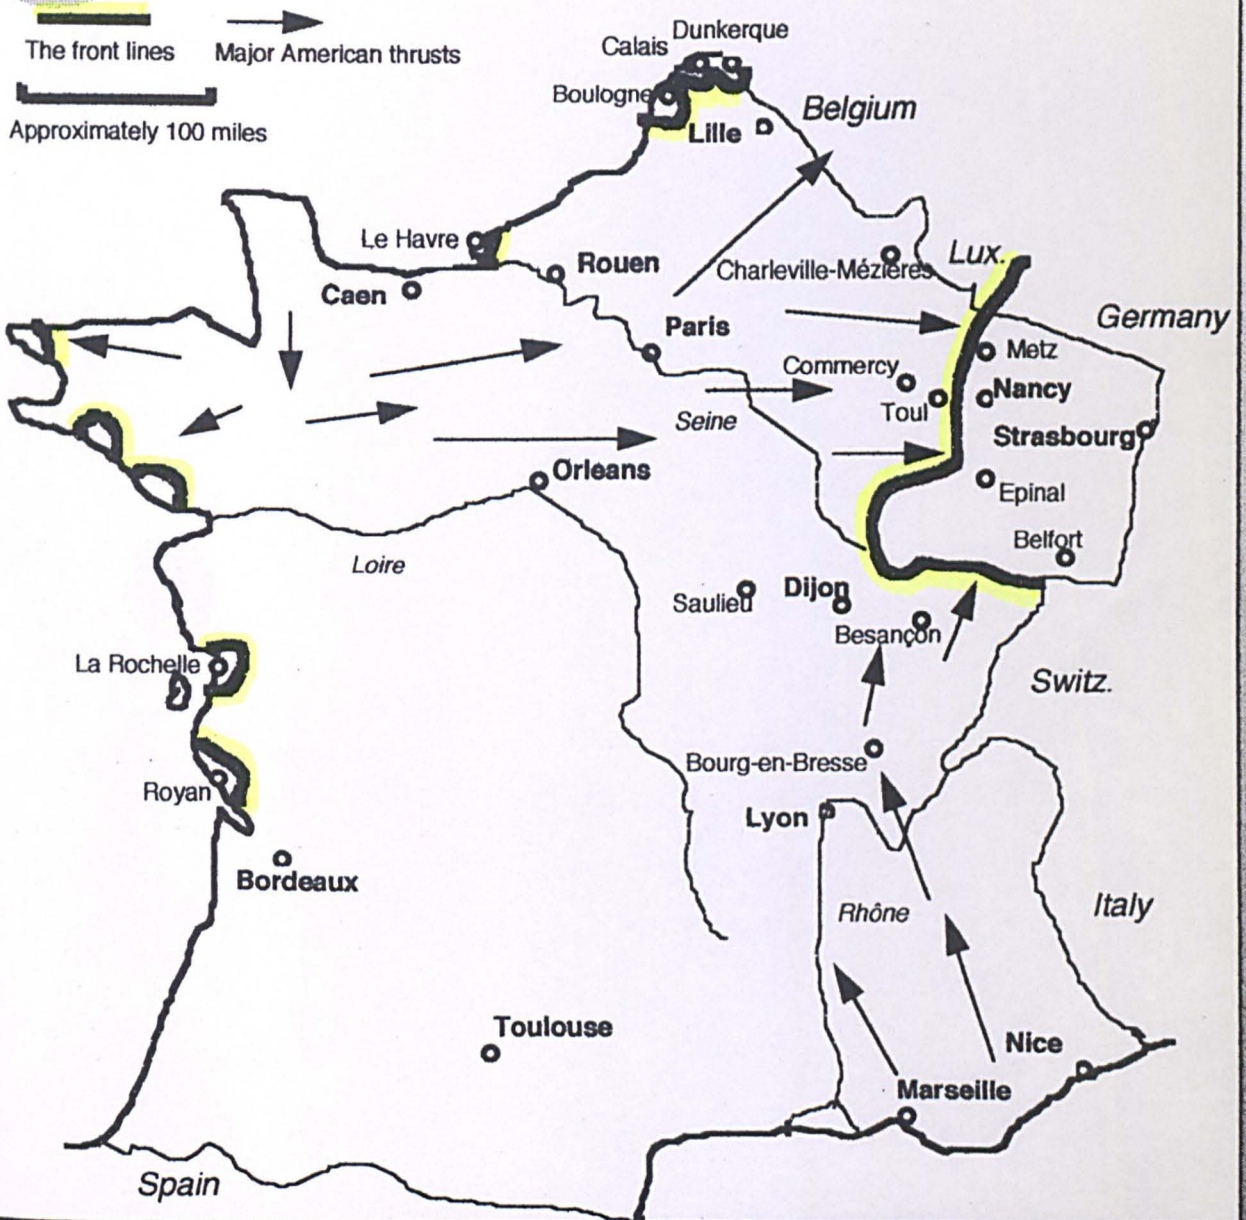 The front lines
Major American thrusts
Approximately 100 miles
Calais
Dunkerque
Boulogne
Lille
Belgium
Le Havre
Rouen
Caen
Charleville-Mézières
Lux.
Germany
Paris
Commercy
Metz
Toul
Nancy
Seine
Strasbourg
Orleans
Epinal
Belfort
Loire
Saulieu
Dijon
Besançon
La Rochelle
Switz.
Royan
Bourg-en-Bresse
Lyon
Bordeaux
Rhône
Italy
Toulouse
Nice
Marseille
Spain